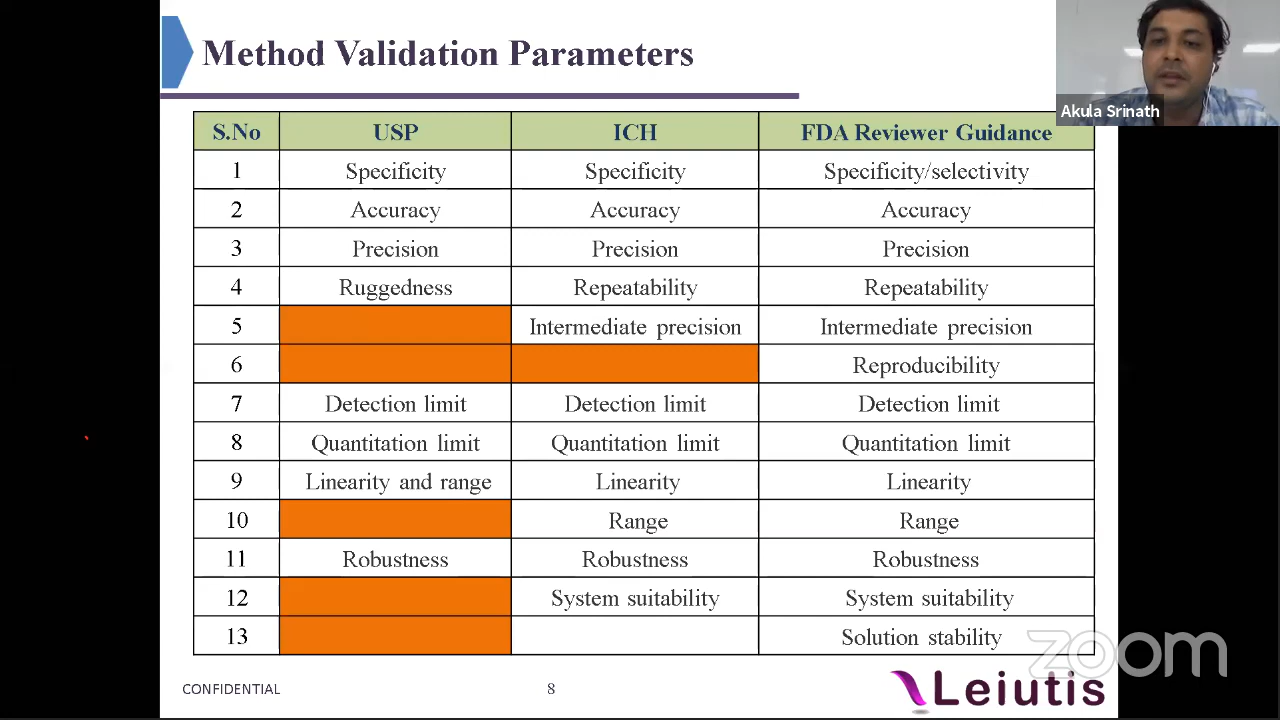 Method Validation Parameters
Akula Srinath
S.No USP ICH FDA Reviewer Guidance
1 Specificity Specificity Specificity/selectivity
2 Accuracy Accuracy Accuracy
3 Precision Precision Precision
4 Ruggedness Repeatability Repeatability
5 Intermediate precision Intermediate precision
6 Reproducibility
7 Detection limit Detection limit Detection limit
8 Quantitation limit Quantitation limit Quantitation limit
9 Linearity and range Linearity Linearity
10 Range Range
11 Robustness Robustness Robustness
12 System suitability System suitability
13 Solution stability
zoom
CONFIDENTIAL 8 Leiutis